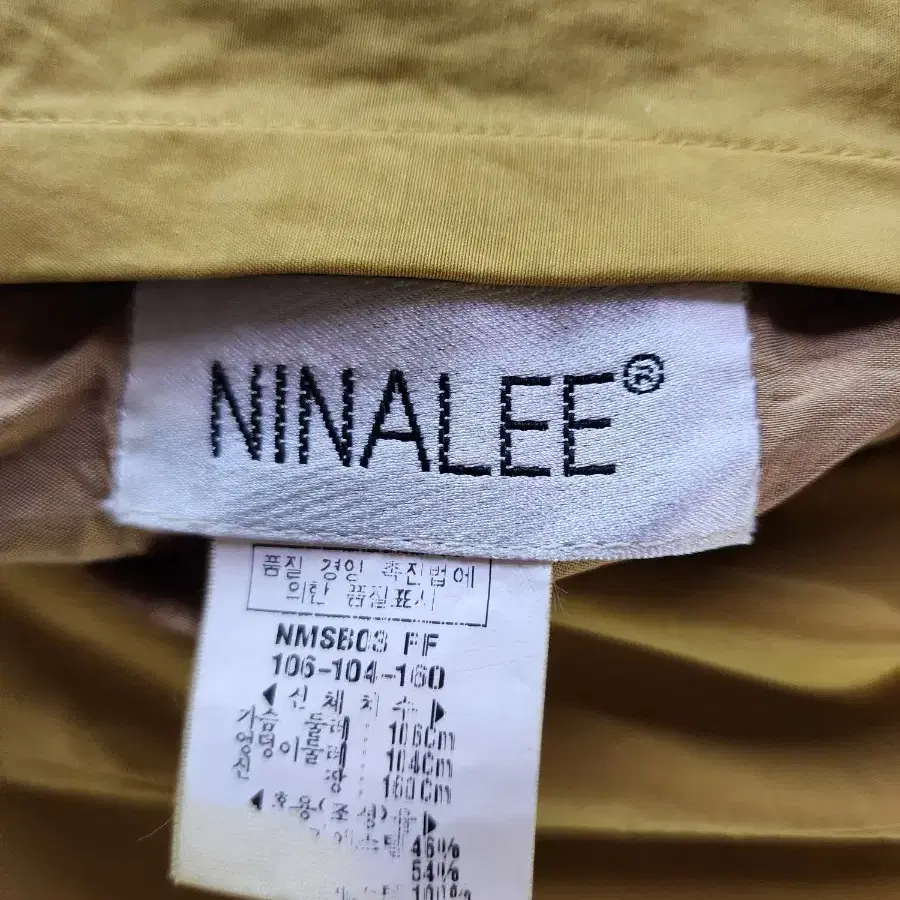 NINALEE®
품질 경영 촉진법에
의한 품질표시
NMSB03 FF
106-104-160
◀ 신 체 치 수 ▶
가슴둘레 106Cm
엉덩이둘레 104Cm
신 장 160Cm
46%
54%
100%